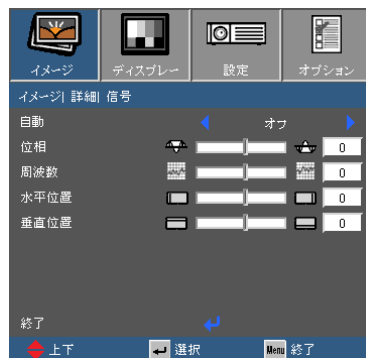 イメージ ディスプレー 設定 オプション
イメージ| 詳細| 信号
自動 オフ
位相 0
周波数 0
水平位置 0
垂直位置 0
終了
上下 選択 Menu 終了